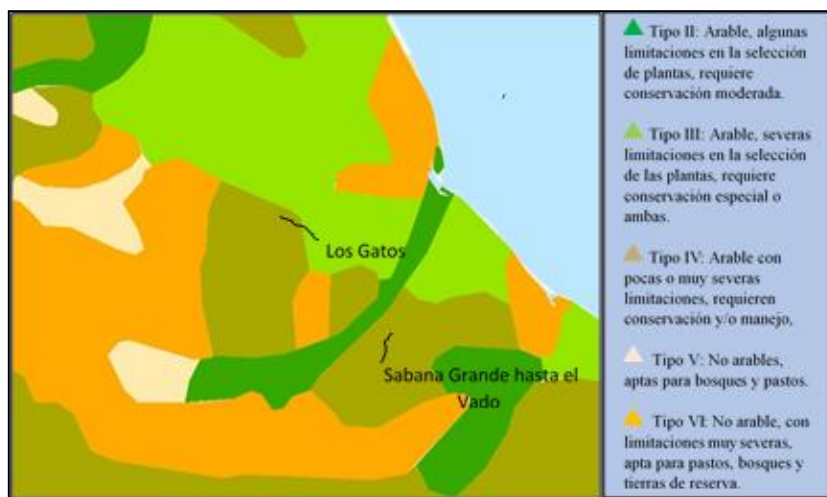 Los Gatos
Sabana Grande hasta el
Vado
Tipo II: Arable, algunas
limitaciones en la selección
de plantas, requiere
conservación moderada.
Tipo III: Arable, severas
limitaciones en la selección
de las plantas, requiere
conservación especial o
ambas.
Tipo IV: Arable con
pocas o muy severas
limitaciones, requieren
conservación y/o manejo,
Tipo V: No arables,
aptas para bosques y pastos.
Tipo VI: No arable, con
limitaciones muy severas,
apta para pastos, bosques y
tierras de reserva.